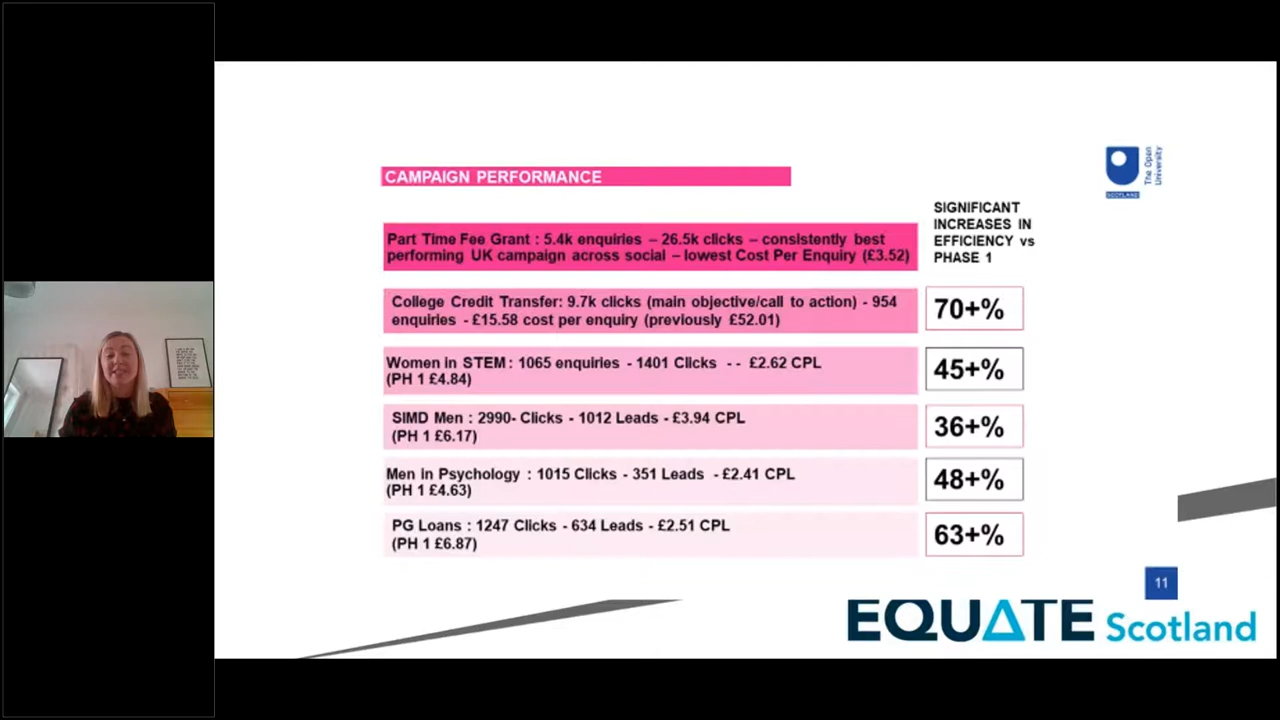 CAMPAIGN PERFORMANCE
The Open
University
SCOTLAND
SIGNIFICANT
INCREASES IN
EFFICIENCY vs
PHASE 1
Part Time Fee Grant : 5.4k enquiries – 26.5k clicks – consistently best
performing UK campaign across social – lowest Cost Per Enquiry (£3.52)
College Credit Transfer: 9.7k clicks (main objective/call to action) - 954
enquiries - £15.58 cost per enquiry (previously £52.01)
70+%
Women in STEM : 1065 enquiries - 1401 Clicks - - £2.62 CPL
(PH 1 £4.84)
45+%
SIMD Men : 2990- Clicks - 1012 Leads - £3.94 CPL
(PH 1 £6.17)
36+%
Men in Psychology : 1015 Clicks - 351 Leads - £2.41 CPL
(PH 1 £4.63)
48+%
PG Loans : 1247 Clicks - 634 Leads - £2.51 CPL
(PH 1 £6.87)
63+%
11
EQUATE Scotland